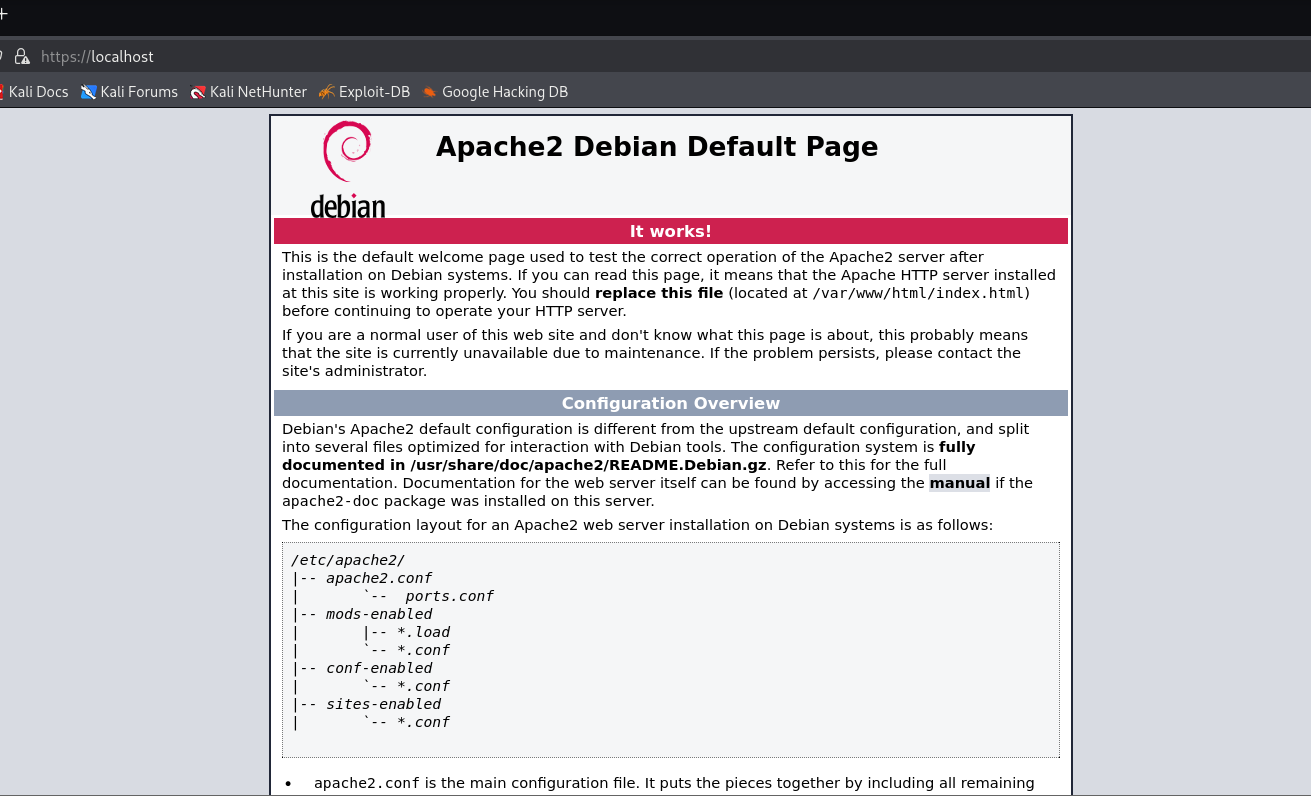 https://localhost
Kali Docs Kali Forums Kali NetHunter Exploit-DB Google Hacking DB
debian
Apache2 Debian Default Page
It works!
This is the default welcome page used to test the correct operation of the Apache2 server after
installation on Debian systems. If you can read this page, it means that the Apache HTTP server installed
at this site is working properly. You should replace this file (located at /var/www/html/index.html)
before continuing to operate your HTTP server.
If you are a normal user of this web site and don't know what this page is about, this probably means
that the site is currently unavailable due to maintenance. If the problem persists, please contact the
site's administrator.
Configuration Overview
Debian's Apache2 default configuration is different from the upstream default configuration, and split
into several files optimized for interaction with Debian tools. The configuration system is fully
documented in /usr/share/doc/apache2/README.Debian.gz. Refer to this for the full
documentation. Documentation for the web server itself can be found by accessing the manual if the
apache2-doc package was installed on this server.
The configuration layout for an Apache2 web server installation on Debian systems is as follows:
/etc/apache2/
|-- apache2.conf
|       `--  ports.conf
|-- mods-enabled
|       |-- *.load
|       `-- *.conf
|-- conf-enabled
|       `-- *.conf
|-- sites-enabled
|       `-- *.conf
• apache2.conf is the main configuration file. It puts the pieces together by including all remaining